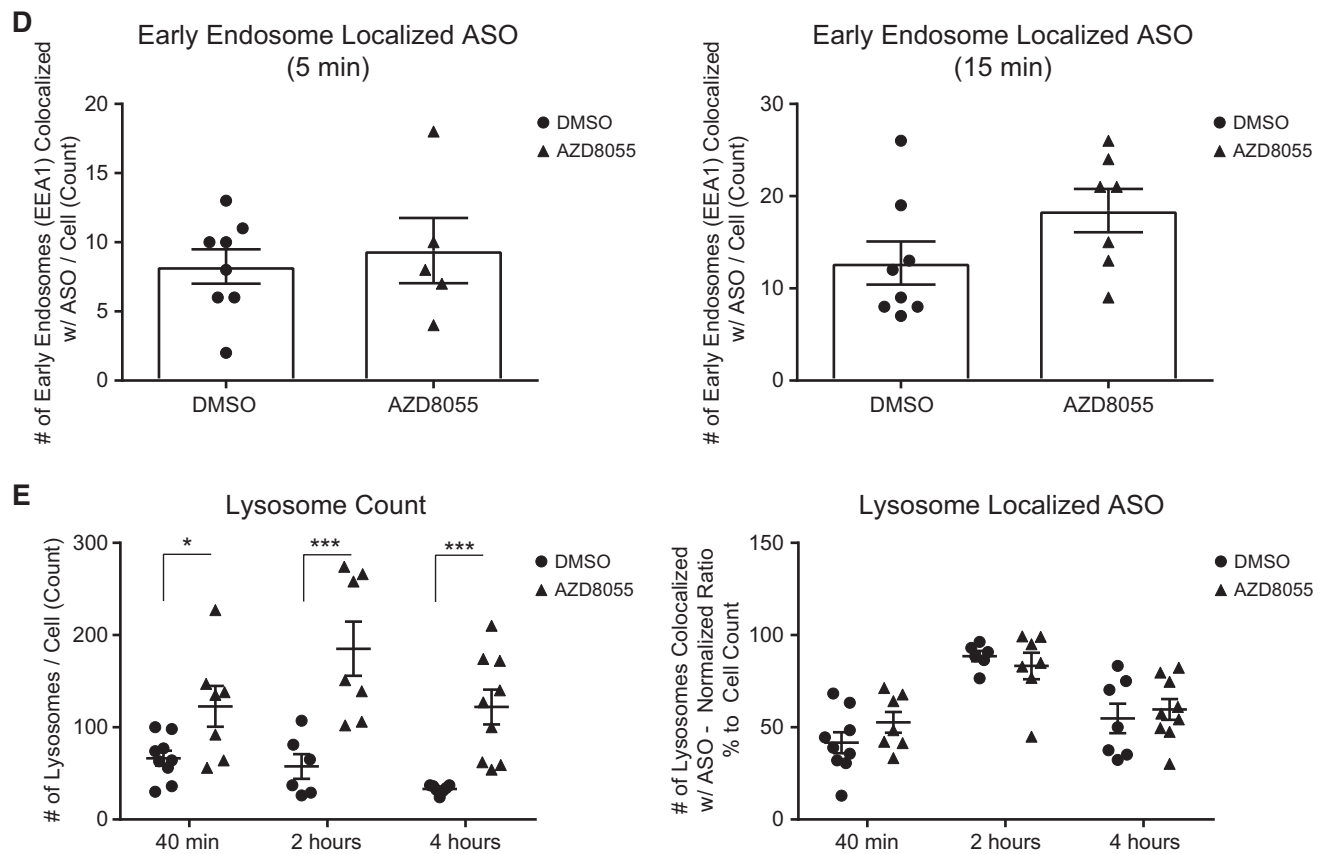 D
Early Endosome Localized ASO
(5 min)
# of Early Endosomes (EEA1) Colocalized
w/ ASO / Cell (Count)
20
15
10
5
0
DMSO
AZD8055
DMSO
AZD8055
Early Endosome Localized ASO
(15 min)
# of Early Endosomes (EEA1) Colocalized
w/ ASO / Cell (Count)
30
20
10
0
DMSO
AZD8055
DMSO
AZD8055
E
Lysosome Count
# of Lysosomes / Cell (Count)
300
200
100
0
*
***
***
DMSO
AZD8055
40 min
2 hours
4 hours
Lysosome Localized ASO
# of Lysosomes Colocalized
w/ASO - Normalized Ratio
% to Cell Count
150
100
50
0
DMSO
AZD8055
40 min
2 hours
4 hours